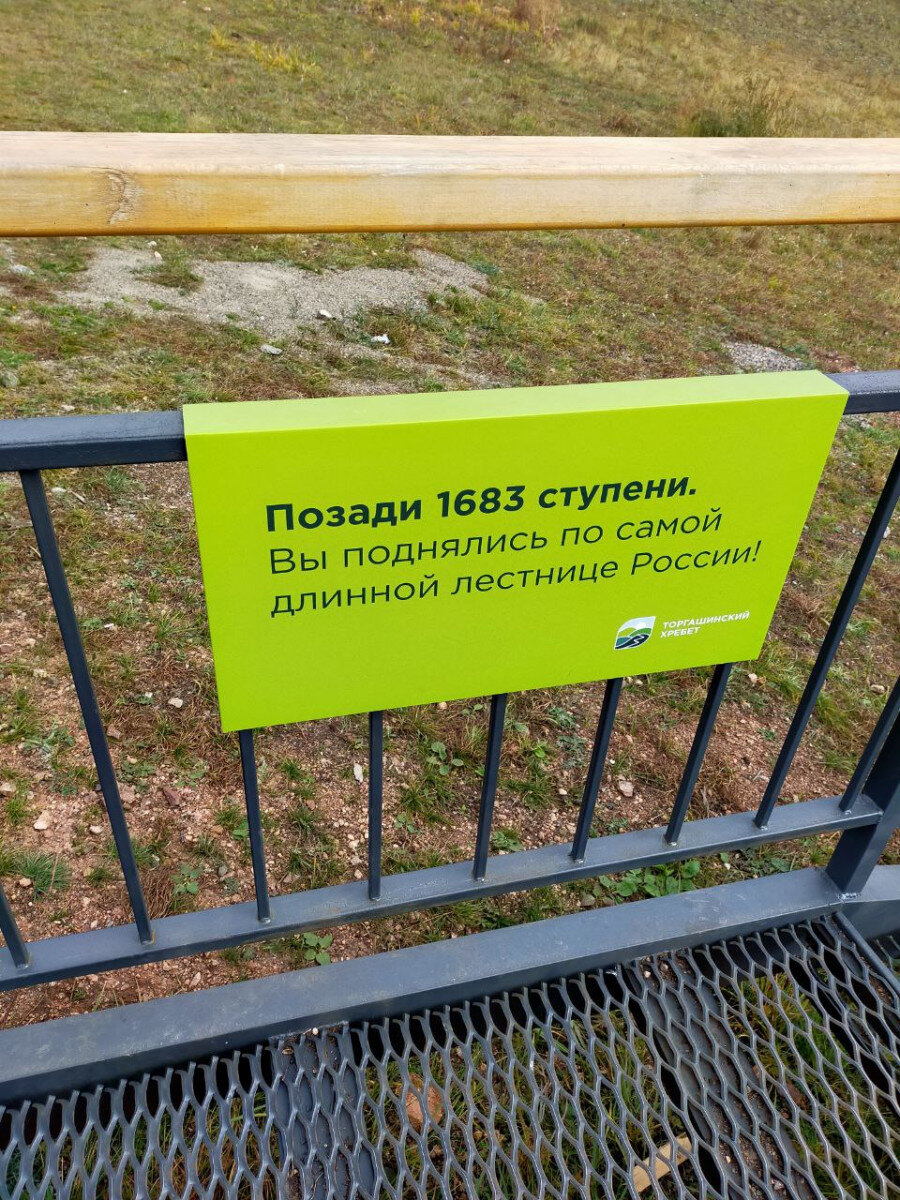 Позади 1683 ступени.
Вы поднялись по самой
длинной лестнице России!
ТОРГАШИНСКИЙ
ХРЕБЕТ